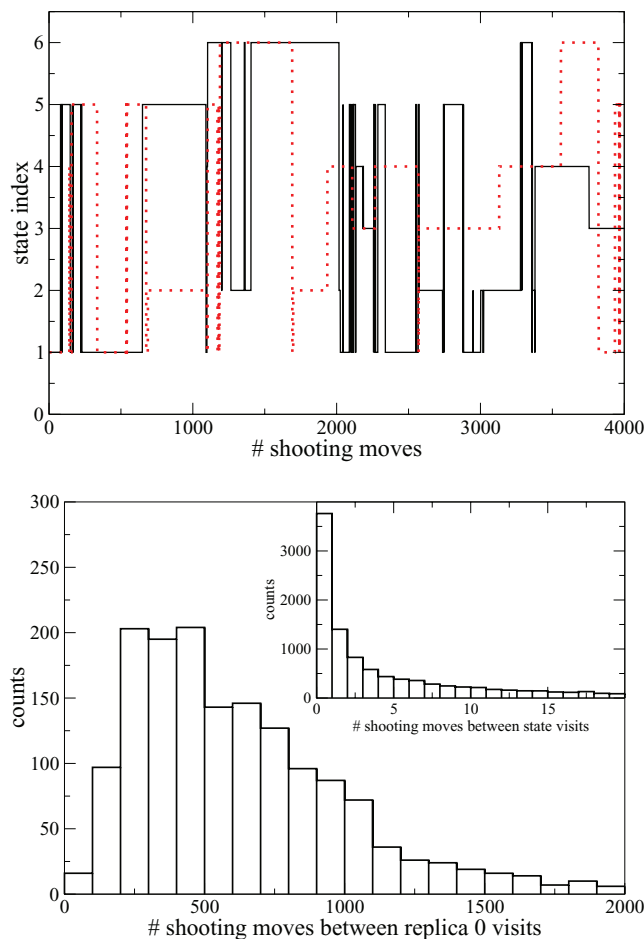 6
5
4
3
2
1
0
state index
0 1000 2000 3000 4000
# shooting moves
300
250
200
150
100
50
0
counts
0 500 1000 1500 2000
# shooting moves between replica 0 visits
3000
2000
1000
0
counts
0 5 10 15
# shooting moves between state visits